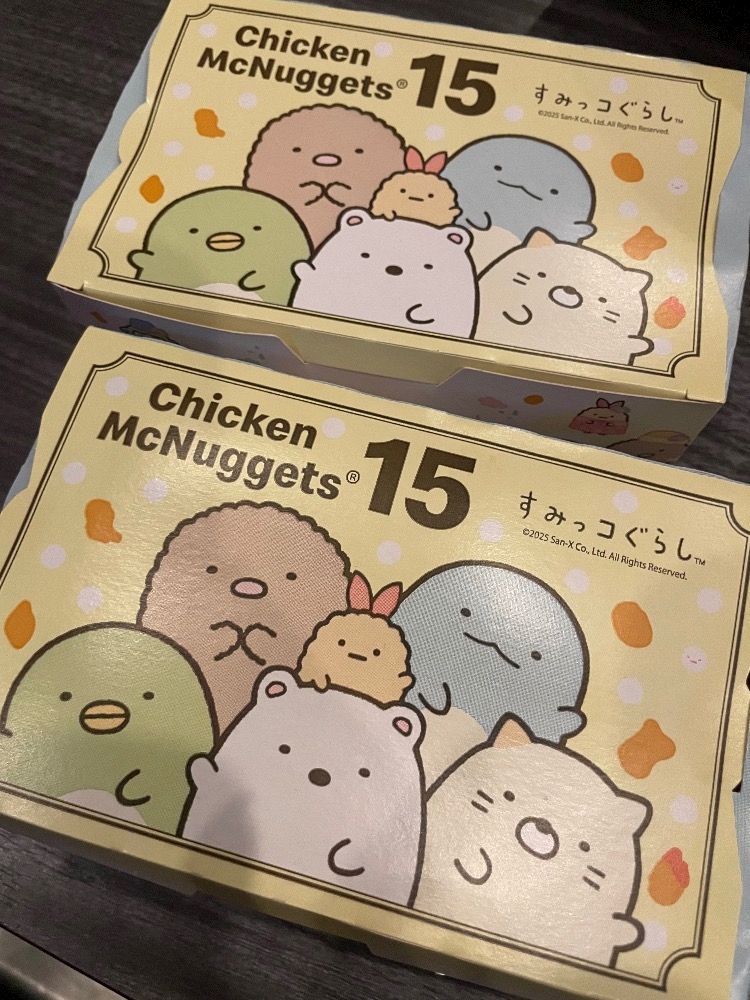 Chicken
McNuggets® 15
すみっコぐらし™
©2025 San-X Co., Ltd. All Rights Reserved.
Chicken
McNuggets® 15
すみっコぐらし™
©2025 San-X Co., Ltd. All Rights Reserved.